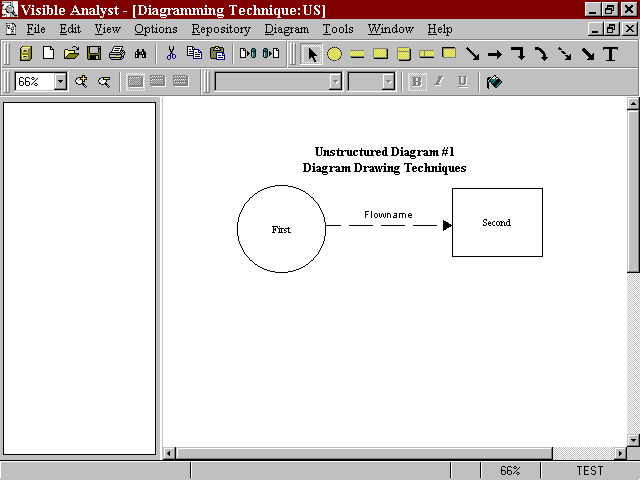 Visible Analyst - [Diagramming Technique:US]
File Edit View Options Repository Diagram Tools Window Help
T
66% B I U
Unstructured Diagram #1
Diagram Drawing Techniques
First
Flowname
Second
66% TEST